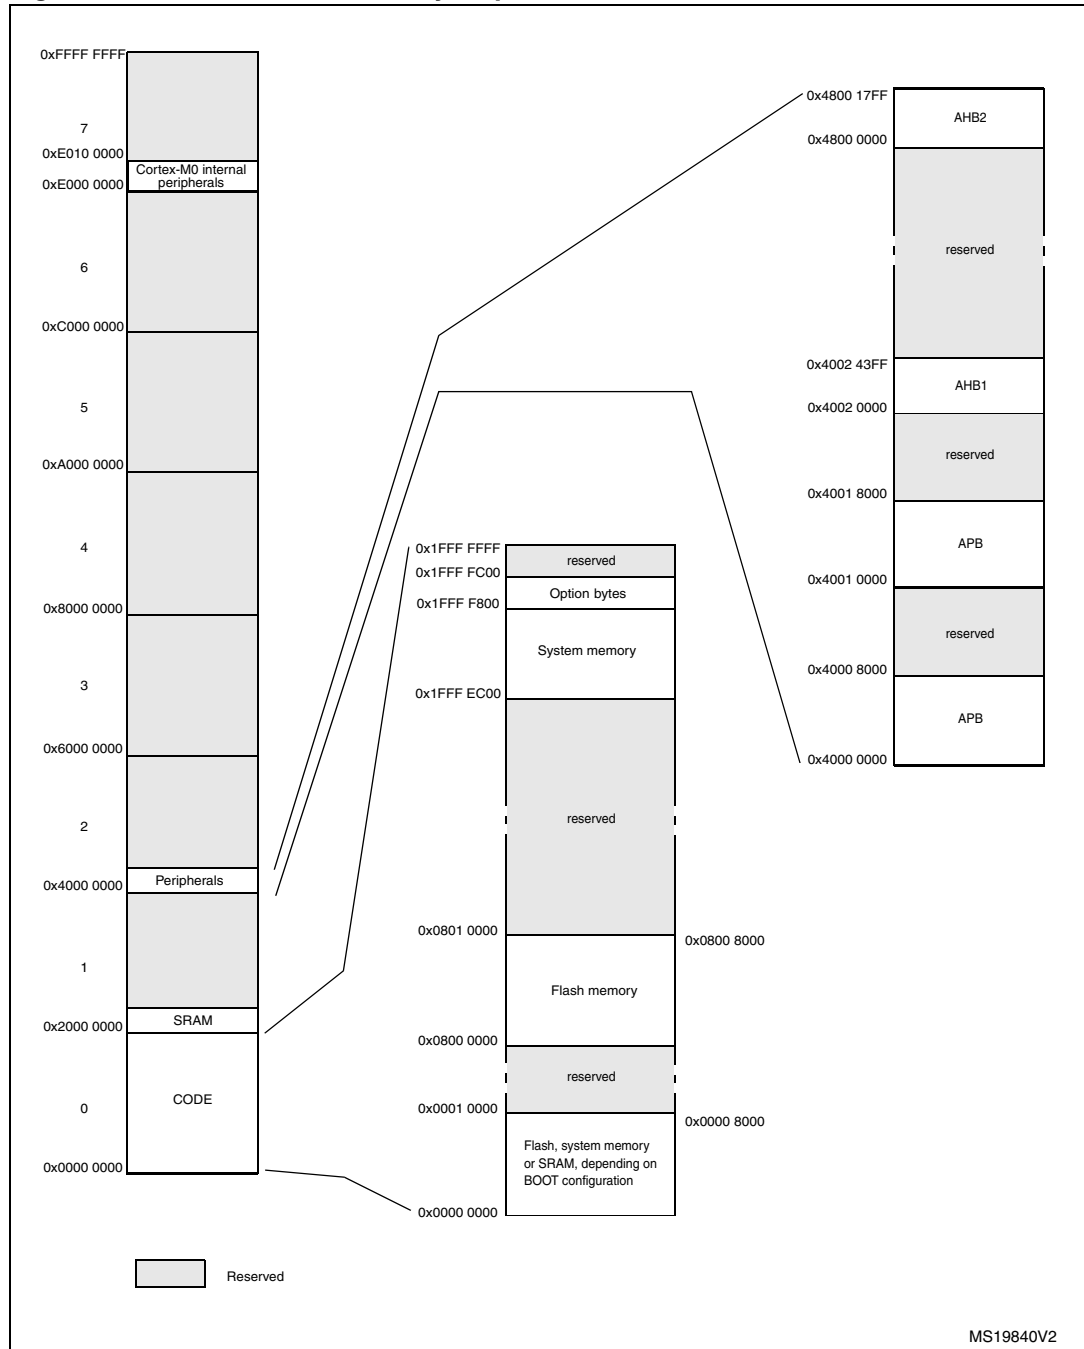 0xFFFF FFFF
7
0xE010 0000
Cortex-M0 internal
peripherals
0xE000 0000
6
0xC000 0000
5
0xA000 0000
4
0x8000 0000
3
0x6000 0000
2
0x4000 0000
Peripherals
1
0x2000 0000
SRAM
0
CODE
0x0000 0000
0x1FFF FFFF
reserved
0x1FFF FC00
Option bytes
0x1FFF F800
System memory
0x1FFF EC00
reserved
0x0801 0000
0x0800 8000
Flash memory
0x0800 0000
reserved
0x0001 0000
0x0000 8000
Flash, system memory
or SRAM, depending on
BOOT configuration
0x0000 0000
0x4800 17FF
AHB2
0x4800 0000
reserved
0x4002 43FF
AHB1
0x4002 0000
reserved
0x4001 8000
APB
0x4001 0000
reserved
0x4000 8000
APB
0x4000 0000
Reserved
MS19840V2